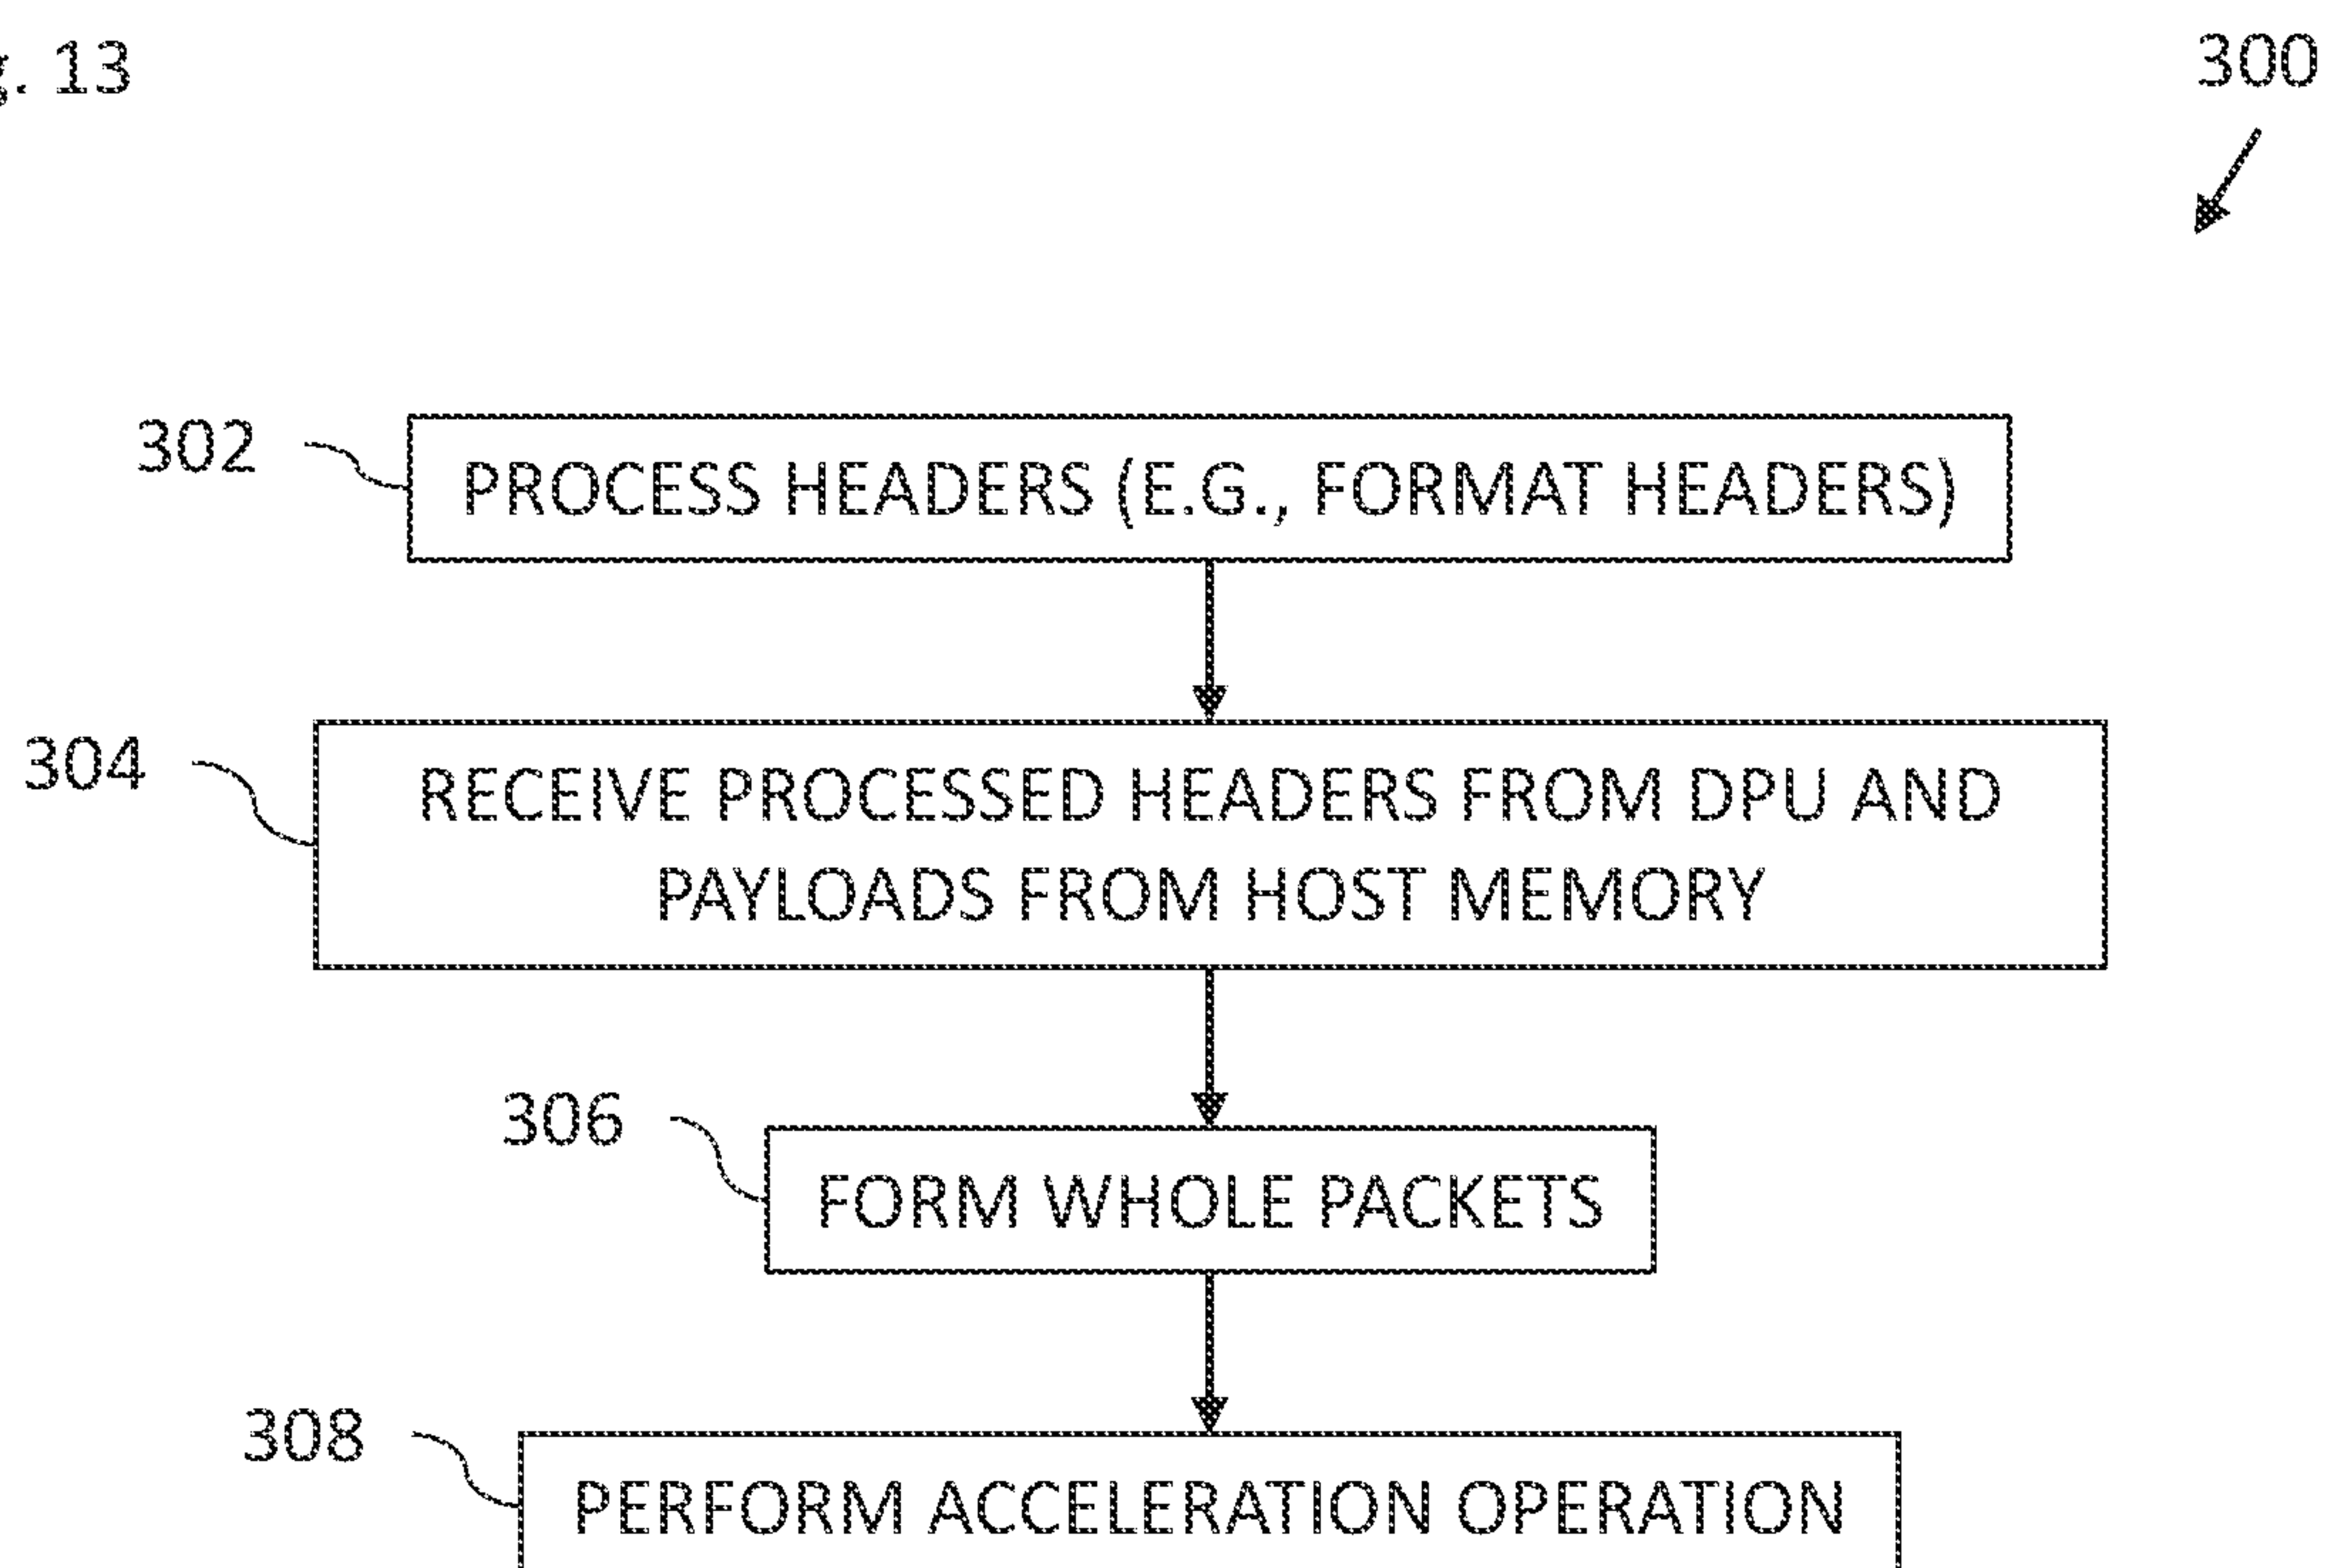 g. 13
300
302
PROCESS HEADERS (E.G., FORMAT HEADERS)
304
RECEIVE PROCESSED HEADERS FROM DPU AND
PAYLOADS FROM HOST MEMORY
306
FORM WHOLE PACKETS
308
PERFORM ACCELERATION OPERATION